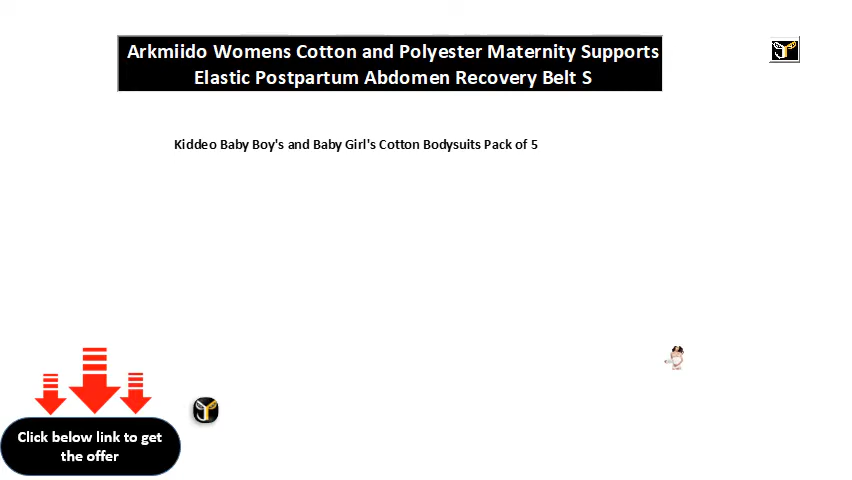 Arkmiido Womens Cotton and Polyester Maternity Supports
Elastic Postpartum Abdomen Recovery Belt S
Kiddeo Baby Boy's and Baby Girl's Cotton Bodysuits Pack of 5
Click below link to get
the offer